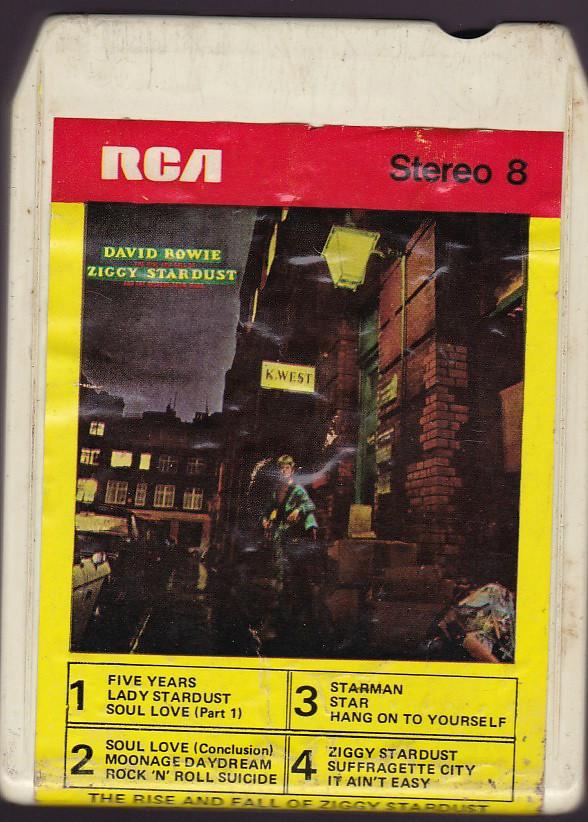 RCA
Stereo 8
DAVID BOWIE
ZIGGY STARDUST
K.WEST
1
FIVE YEARS
LADY STARDUST
SOUL LOVE (Part 1)
2
SOUL LOVE (Conclusion)
MOONAGE DAYDREAM
ROCK 'N' ROLL SUICIDE
3
STARMAN
STAR
HANG ON TO YOURSELF
4
ZIGGY STARDUST
SUFFRAGETTE CITY
IT AIN'T EASY
THE RISE AND FALL OF ZIGGY STARDUST